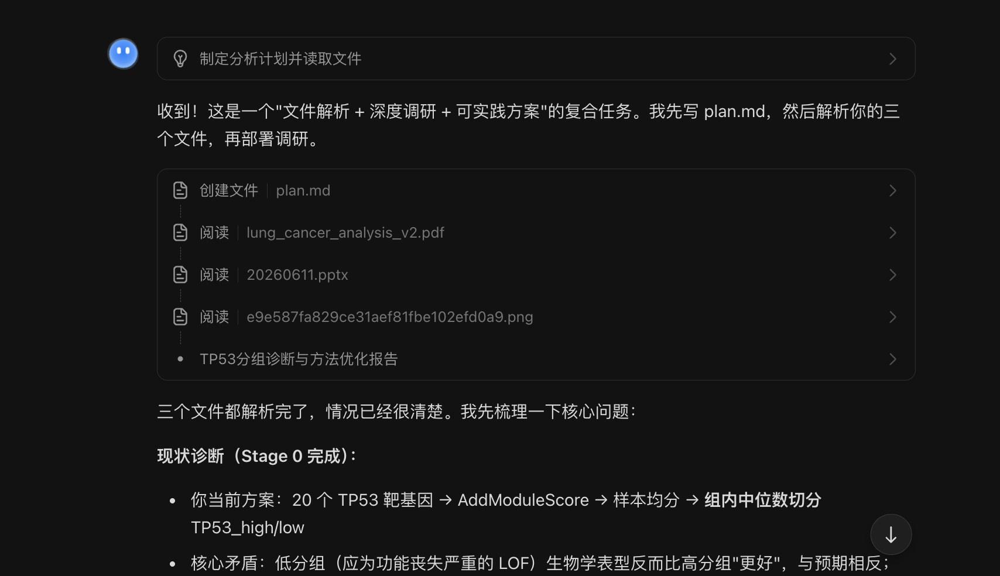 制定分析计划并读取文件
收到！这是一个"文件解析 + 深度调研 + 可实践方案"的复合任务。我先写 plan.md，然后解析你的三
个文件，再部署调研。
创建文件 plan.md
阅读 lung_cancer_analysis_v2.pdf
阅读 20260611.pptx
阅读 e9e587fa829ce31aef81fbe102efd0a9.png
TP53分组诊断与方法优化报告
三个文件都解析完了，情况已经很清楚。我先梳理一下核心问题：
现状诊断（Stage 0 完成）：
• 你当前方案：20 个 TP53 靶基因 → AddModuleScore → 样本均分 → 组内中位数切分
TP53_high/low
• 核心矛盾：低分组（应为功能丧失严重的 LOF）生物学表型反而比高分组"更好"，与预期相反；